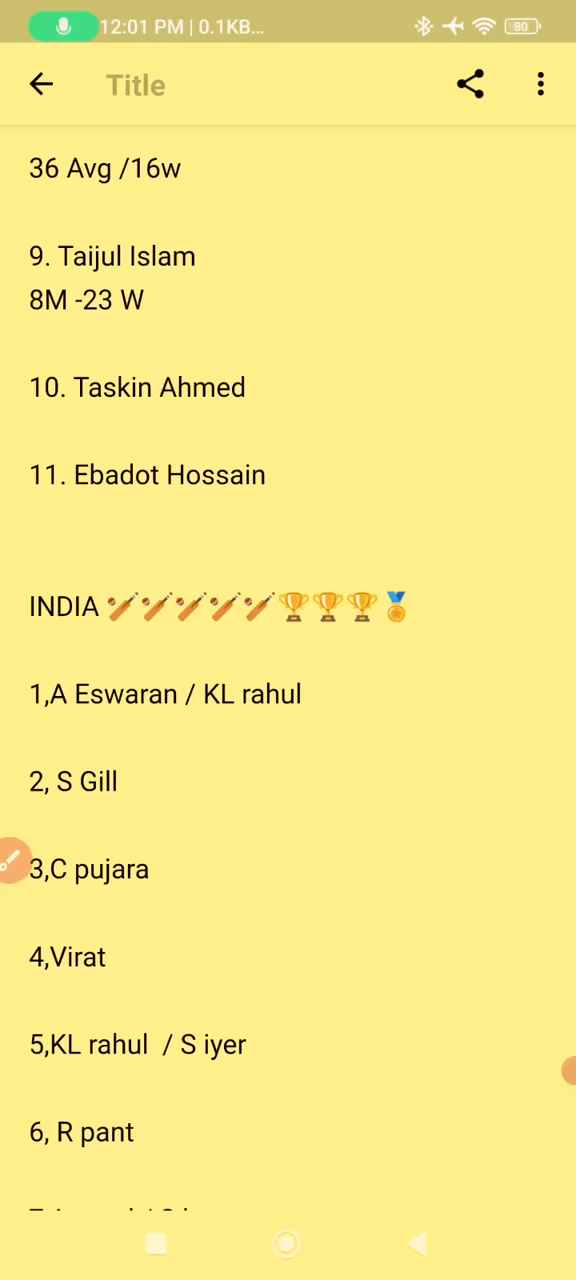 12:01 PM | 0.1KB...
80
Title
36 Avg /16w
9. Taijul Islam
8M -23 W
10. Taskin Ahmed
11. Ebadot Hossain
INDIA 🏏🏏🏏🏏🏏🏆🏆🏆🏅
1,A Eswaran / KL rahul
2, S Gill
3,C pujara
4,Virat
5,KL rahul  / S iyer
6, R pant